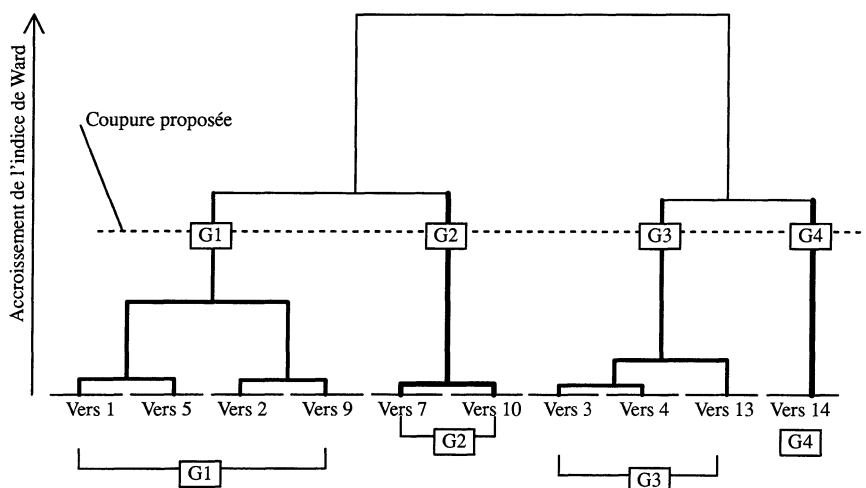 Accroissement de l'indice de Ward
Coupure proposée
G1 G2 G3 G4
Vers 1 Vers 5 Vers 2 Vers 9 Vers 7 Vers 10 Vers 3 Vers 4 Vers 13 Vers 14
G2 G4
G1 G3